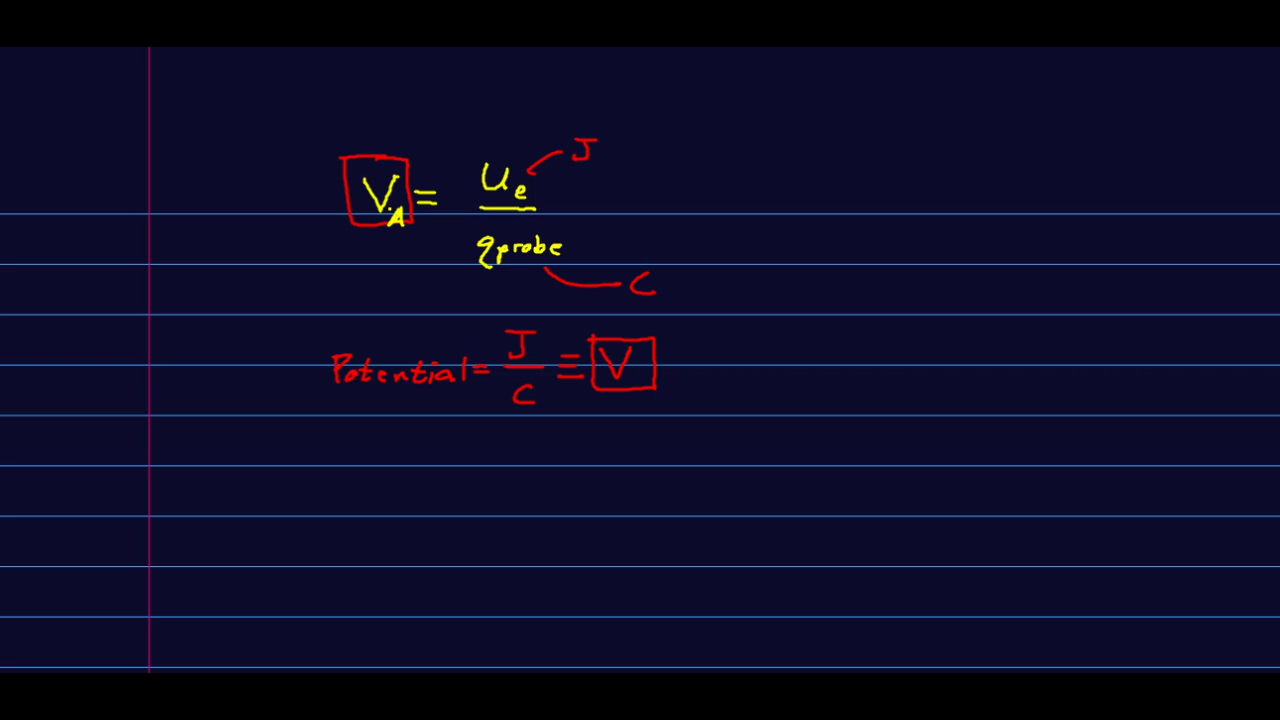 J
V_A = U_e / q_probe
C
Potential = J / C ≡ V